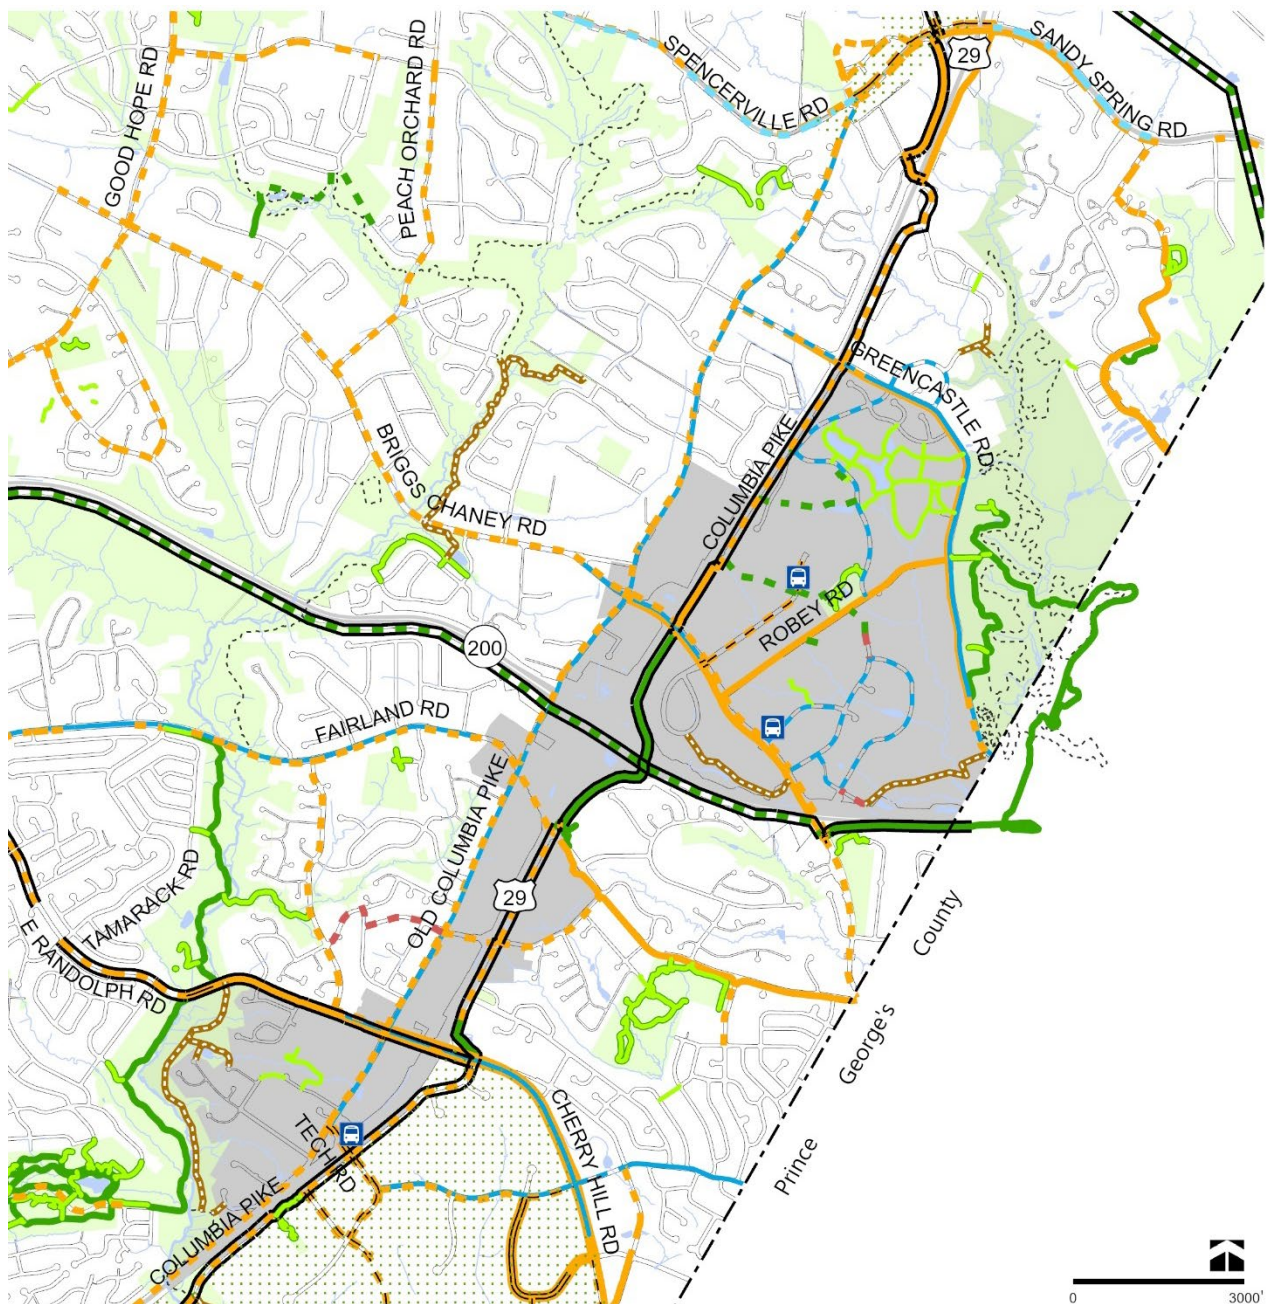 GOOD HOPE RD
PEACH ORCHARD RD
SPENCERVILLE RD
29
SANDY SPRING RD
GREENCASTLE RD
COLUMBIA PIKE
BRIGGS CHANEY RD
ROBEY RD
200
FAIRLAND RD
OLD COLUMBIA PIKE
29
TAMARACK RD
E RANDOLPH RD
Prince George's County
CHERRY HILL RD
TECH RD
COLUMBIA PIKE
0 3000'